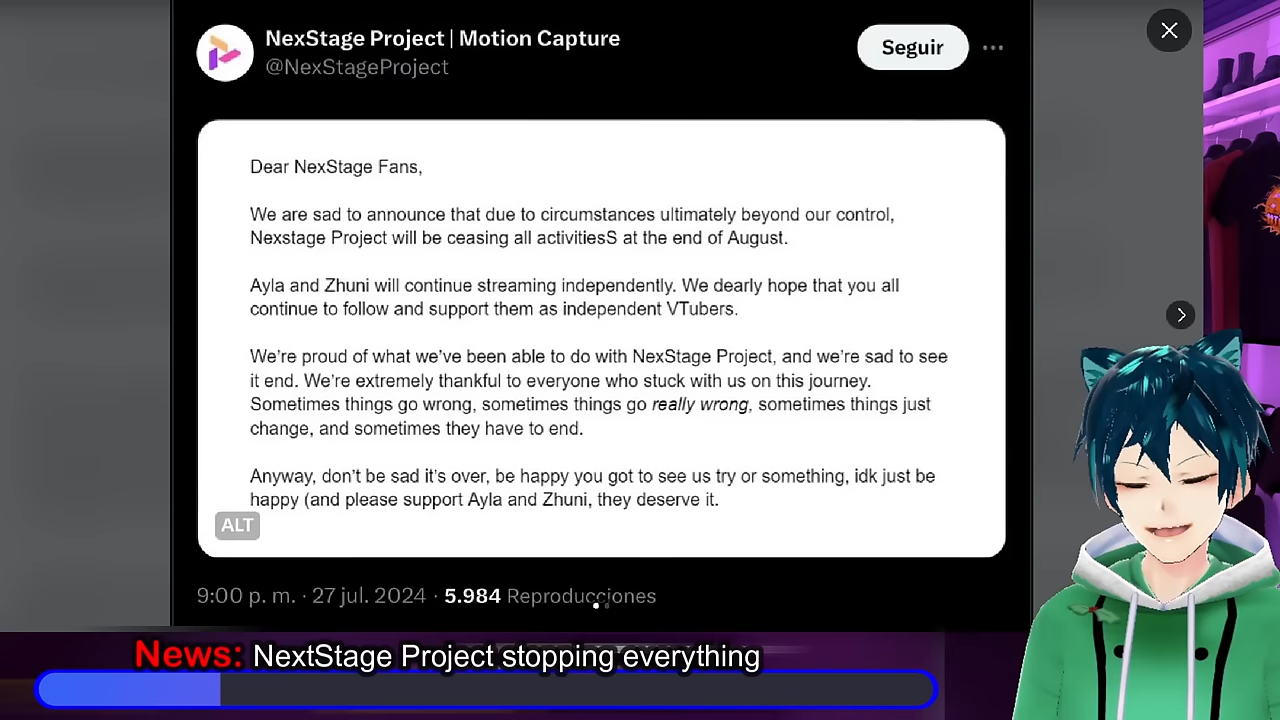 NexStage Project | Motion Capture
@NexStageProject
Seguir
Dear NexStage Fans,
We are sad to announce that due to circumstances ultimately beyond our control,
Nexstage Project will be ceasing all activitiesS at the end of August.
Ayla and Zhuni will continue streaming independently. We dearly hope that you all
continue to follow and support them as independent VTubers.
We're proud of what we've been able to do with NexStage Project, and we're sad to see
it end. We're extremely thankful to everyone who stuck with us on this journey.
Sometimes things go wrong, sometimes things go really wrong, sometimes things just
change, and sometimes they have to end.
Anyway, don't be sad it's over, be happy you got to see us try or something, idk just be
happy (and please support Ayla and Zhuni, they deserve it.
ALT
9:00 p. m. · 27 jul. 2024 · 5.984 Reproducciones
News: NextStage Project stopping everything